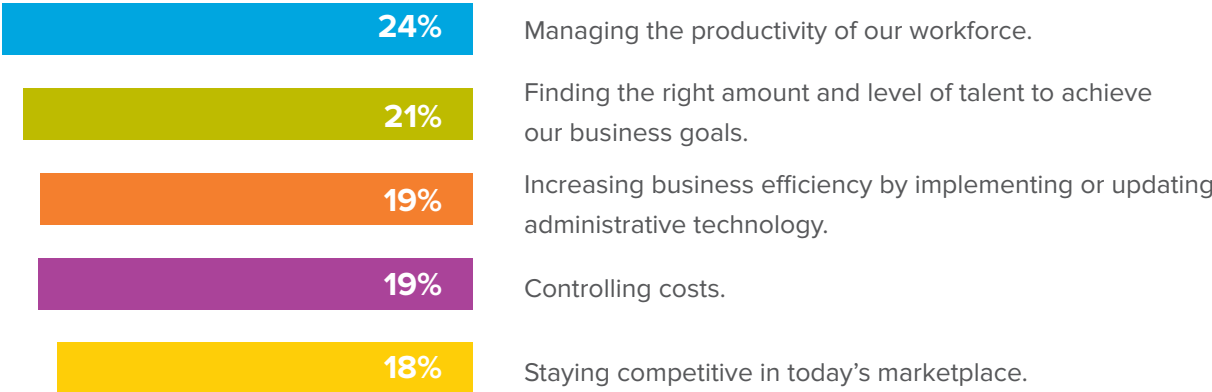 24% Managing the productivity of our workforce.
21% Finding the right amount and level of talent to achieve
our business goals.
19% Increasing business efficiency by implementing or updating
administrative technology.
19% Controlling costs.
18% Staying competitive in today’s marketplace.